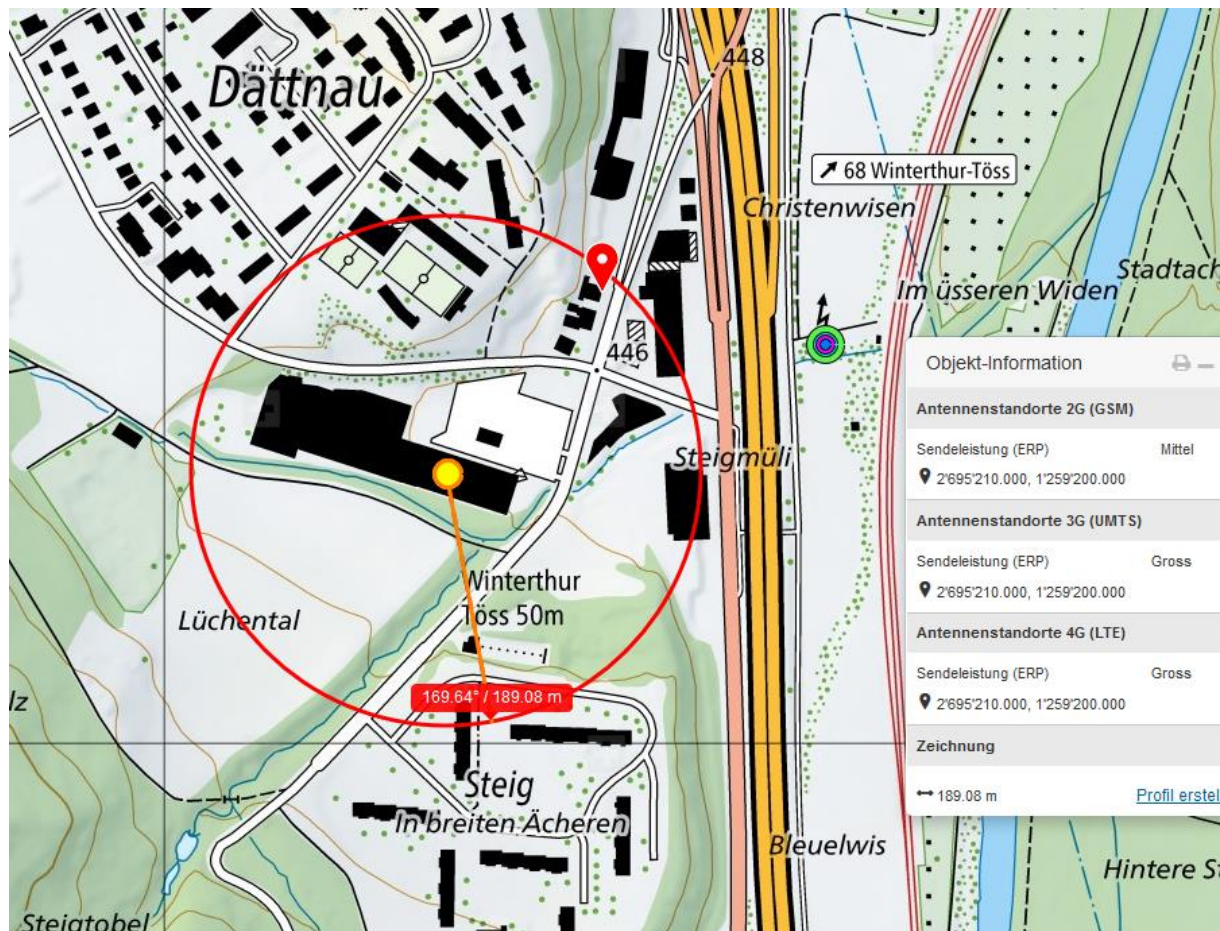 448
Dättnau
68 Winterthur-Töss
Christenwisen
Stadtach
Im üsseren Widen
446
Steigmüli
Winterthur
Töss 50m
Lüchental
lz
169.64° / 189.08 m
Steig
In breiten Ächeren
Bleuelwis
Hintere St
Steigtobel
Objekt-Information
Antennenstandorte 2G (GSM)
Sendeleistung (ERP) Mittel
2'695'210.000, 1'259'200.000
Antennenstandorte 3G (UMTS)
Sendeleistung (ERP) Gross
2'695'210.000, 1'259'200.000
Antennenstandorte 4G (LTE)
Sendeleistung (ERP) Gross
2'695'210.000, 1'259'200.000
Zeichnung
189.08 m Profil erstel